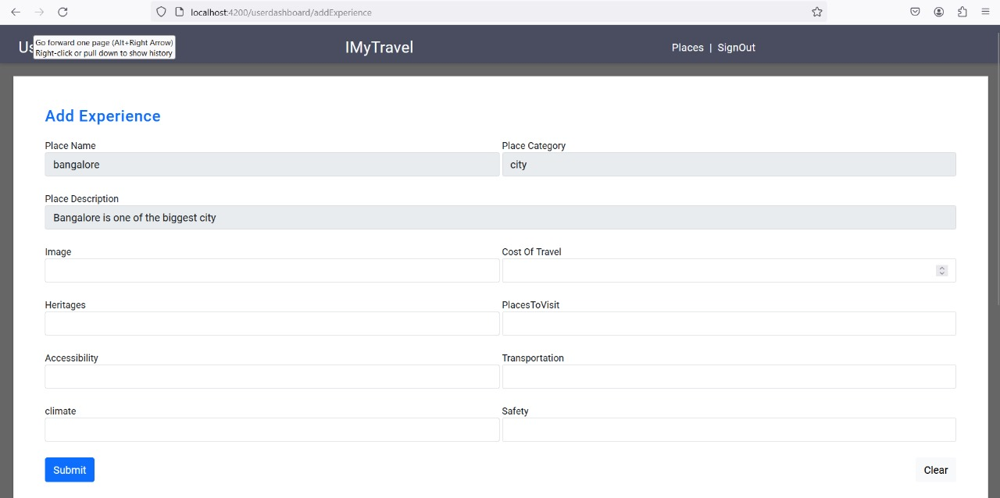 localhost:4200/userdashboard/addExperience
Go forward one page (Alt+Right Arrow)
Right-click or pull down to show history
IMyTravel
Places | SignOut
Add Experience
Place Name Place Category
bangalore city
Place Description
Bangalore is one of the biggest city
Image Cost Of Travel
Heritages PlacesToVisit
Accessibility Transportation
climate Safety
Submit Clear